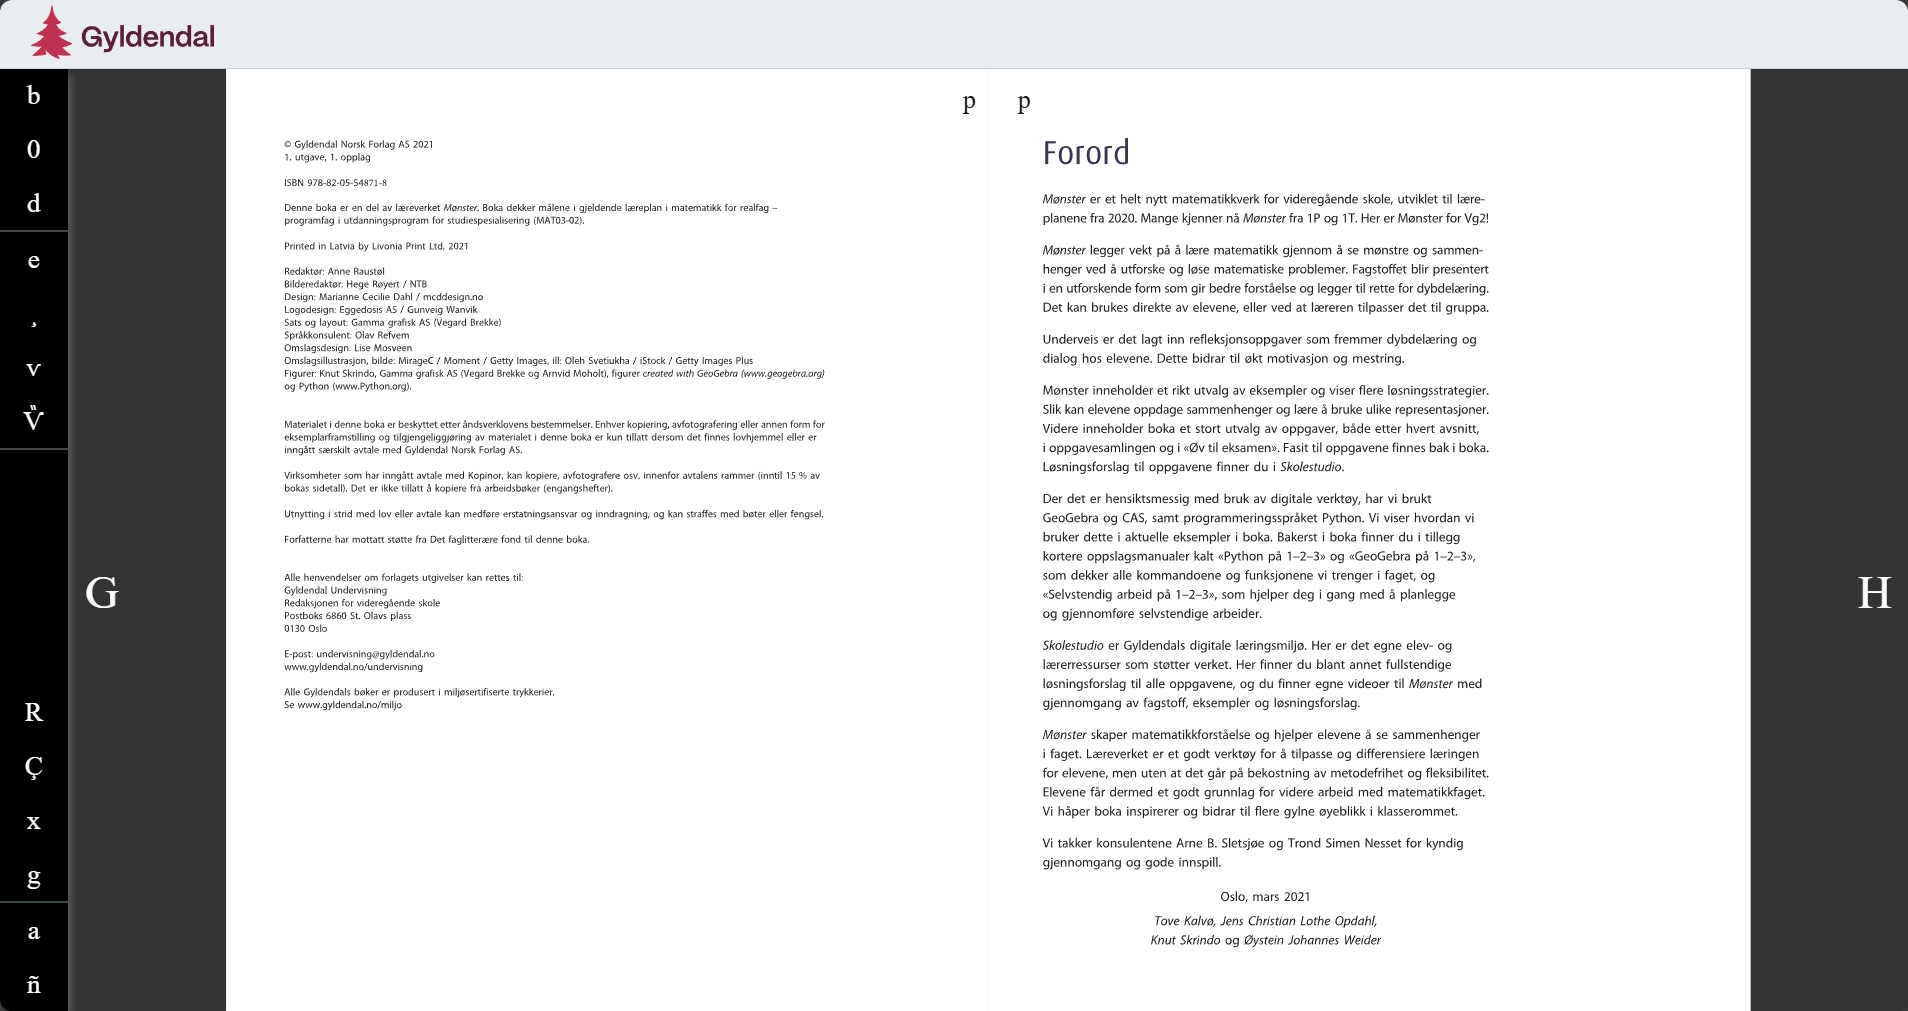 Gyldendal
b
0
d
e
¸
v
R
Ç
x
g
a
ñ
G
p
© Gyldendal Norsk Forlag AS 2021
1. utgave, 1. opplag
ISBN 978-82-05-54871-8
Denne boka er en del av læreverket Mønster. Boka dekker målene i gjeldende læreplan i matematikk for realfag –
programfag i utdanningsprogram for studiespesialisering (MAT03-02).
Printed in Latvia by Livonia Print Ltd, 2021
Redaktør: Anne Raustøl
Bilderedaktør: Hege Røyert / NTB
Design: Marianne Cecilie Dahl / mcddesign.no
Logodesign: Eggedosis AS / Gunveig Wanvik
Sats og layout: Gamma grafisk AS (Vegard Brekke)
Språkkonsulent: Olav Refvem
Omslagsdesign: Lise Mosveen
Omslagsillustrasjon, bilde: MirageC / Moment / Getty Images, ill: Oleh Svetiukha / iStock / Getty Images Plus
Figurer: Knut Skrindo, Gamma grafisk AS (Vegard Brekke og Arnvid Moholt), figurer created with GeoGebra (www.geogebra.org)
og Python (www.Python.org).
Materialet i denne boka er beskyttet etter åndsverklovens bestemmelser. Enhver kopiering, avfotografering eller annen form for
eksemplarframstilling og tilgjengeliggjøring av materialet i denne boka er kun tillatt dersom det finnes lovhjemmel eller er
inngått særskilt avtale med Gyldendal Norsk Forlag AS.
Virksomheter som har inngått avtale med Kopinor, kan kopiere, avfotografere osv. innenfor avtalens rammer (inntil 15 % av
bokas sidetall). Det er ikke tillatt å kopiere fra arbeidsbøker (engangshefter).
Utnytting i strid med lov eller avtale kan medføre erstatningsansvar og inndragning, og kan straffes med bøter eller fengsel.
Forfatterne har mottatt støtte fra Det faglitterære fond til denne boka.
Alle henvendelser om forlagets utgivelser kan rettes til:
Gyldendal Undervisning
Redaksjonen for videregående skole
Postboks 6860 St. Olavs plass
0130 Oslo
E-post: undervisning@gyldendal.no
www.gyldendal.no/undervisning
Alle Gyldendals bøker er produsert i miljøsertifiserte trykkerier.
Se www.gyldendal.no/miljo
p
Forord
Mønster er et helt nytt matematikkverk for videregående skole, utviklet til lære-
planene fra 2020. Mange kjenner nå Mønster fra 1P og 1T. Her er Mønster for Vg2!
Mønster legger vekt på å lære matematikk gjennom å se mønstre og sammen-
henger ved å utforske og løse matematiske problemer. Fagstoffet blir presentert
i en utforskende form som gir bedre forståelse og legger til rette for dybdelæring.
Det kan brukes direkte av elevene, eller ved at læreren tilpasser det til gruppa.
Underveis er det lagt inn refleksjonsoppgaver som fremmer dybdelæring og
dialog hos elevene. Dette bidrar til økt motivasjon og mestring.
Mønster inneholder et rikt utvalg av eksempler og viser flere løsningsstrategier.
Slik kan elevene oppdage sammenhenger og lære å bruke ulike representasjoner.
Videre inneholder boka et stort utvalg av oppgaver, både etter hvert avsnitt,
i oppgavesamlingen og i «Øv til eksamen». Fasit til oppgavene finnes bak i boka.
Løsningsforslag til oppgavene finner du i Skolestudio.
Der det er hensiktsmessig med bruk av digitale verktøy, har vi brukt
GeoGebra og CAS, samt programmeringsspråket Python. Vi viser hvordan vi
bruker dette i aktuelle eksempler i boka. Bakerst i boka finner du i tillegg
kortere oppslagsmanualer kalt «Python på 1–2–3» og «GeoGebra på 1–2–3»,
som dekker alle kommandoene og funksjonene vi trenger i faget, og
«Selvstendig arbeid på 1–2–3», som hjelper deg i gang med å planlegge
og gjennomføre selvstendige arbeider.
Skolestudio er Gyldendals digitale læringsmiljø. Her er det egne elev- og
lærerressurser som støtter verket. Her finner du blant annet fullstendige
løsningsforslag til alle oppgavene, og du finner egne videoer til Mønster med
gjennomgang av fagstoff, eksempler og løsningsforslag.
Mønster skaper matematikkforståelse og hjelper elevene å se sammenhenger
i faget. Læreverket er et godt verktøy for å tilpasse og differensiere læringen
for elevene, men uten at det går på bekostning av metodefrihet og fleksibilitet.
Elevene får dermed et godt grunnlag for videre arbeid med matematikkfaget.
Vi håper boka inspirerer og bidrar til flere gylne øyeblikk i klasserommet.
Vi takker konsulentene Arne B. Sletsjøe og Trond Simen Nesset for kyndig
gjennomgang og gode innspill.
Oslo, mars 2021
Tove Kalvø, Jens Christian Lothe Opdahl,
Knut Skrindo og Øystein Johannes Weider
H